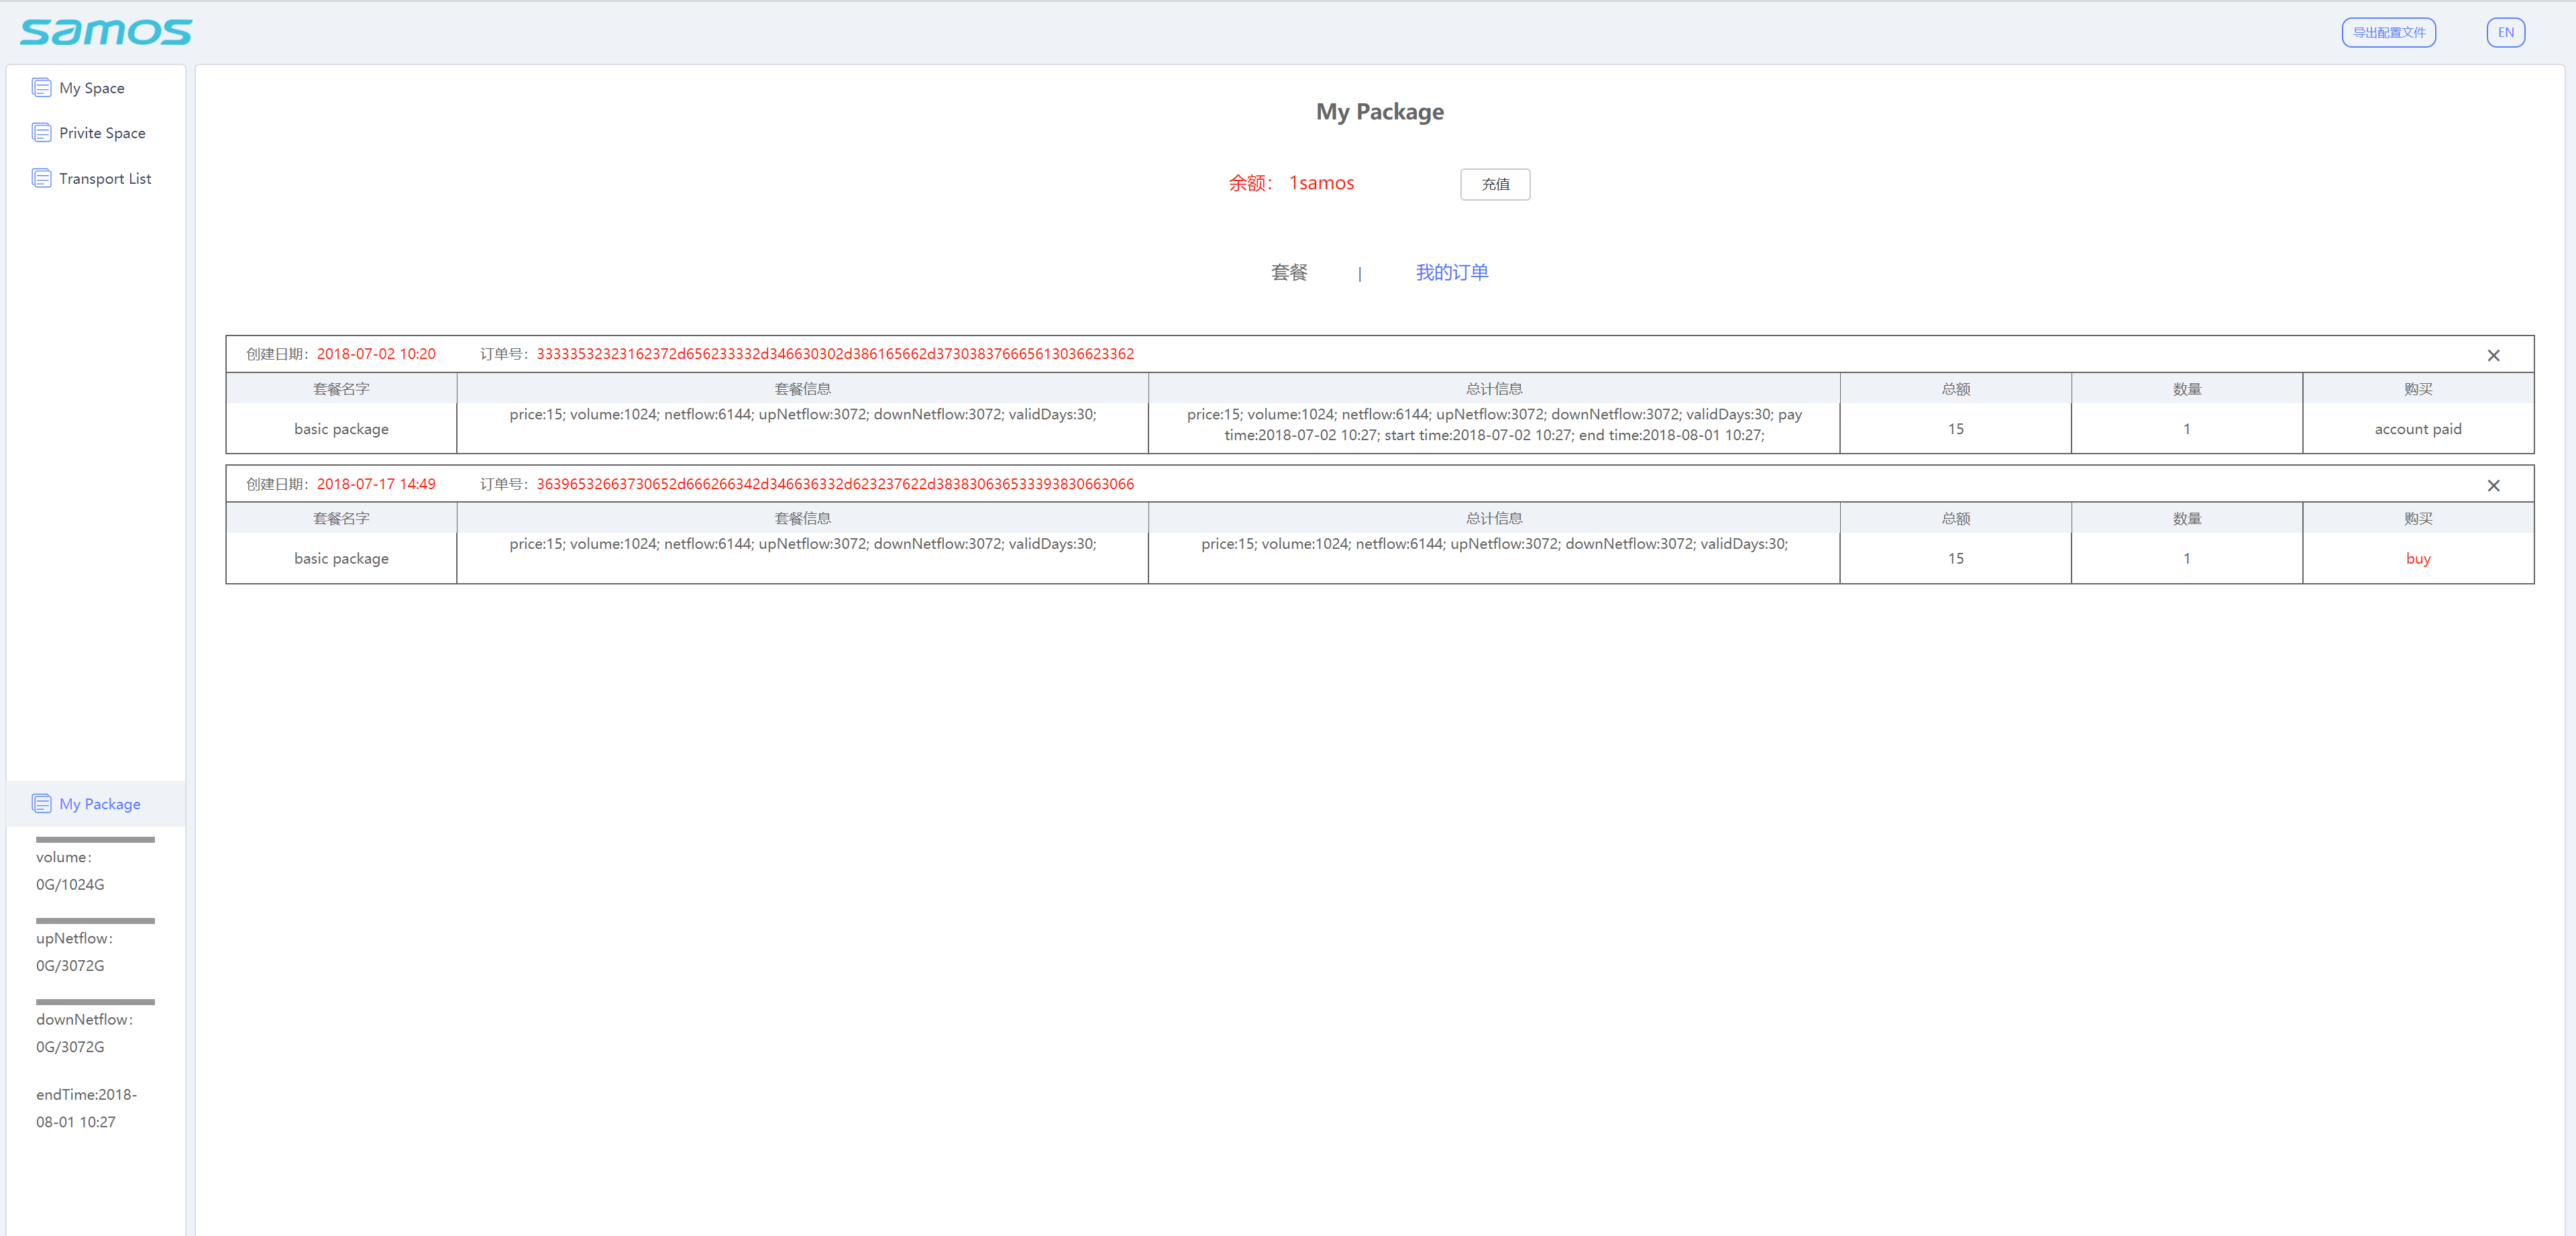 samos
导出配置文件
EN
My Space
Privite Space
Transport List
My Package
余额： 1samos
充值
套餐 | 我的订单
创建日期：2018-07-02 10:20 订单号：33333532323162372d656233332d346630302d386165662d373038376665613036623362 ×
套餐名字 套餐信息 总计信息 总额 数量 购买
basic package price:15; volume:1024; netflow:6144; upNetflow:3072; downNetflow:3072; validDays:30; price:15; volume:1024; netflow:6144; upNetflow:3072; downNetflow:3072; validDays:30; pay
time:2018-07-02 10:27; start time:2018-07-02 10:27; end time:2018-08-01 10:27; 15 1 account paid
创建日期：2018-07-17 14:49 订单号：36396532663730652d666266342d346636332d623237622d383830636533393830663066 ×
套餐名字 套餐信息 总计信息 总额 数量 购买
basic package price:15; volume:1024; netflow:6144; upNetflow:3072; downNetflow:3072; validDays:30; price:15; volume:1024; netflow:6144; upNetflow:3072; downNetflow:3072; validDays:30; 15 1 buy
My Package
volume：
0G/1024G
upNetflow：
0G/3072G
downNetflow：
0G/3072G
endTime:2018-
08-01 10:27